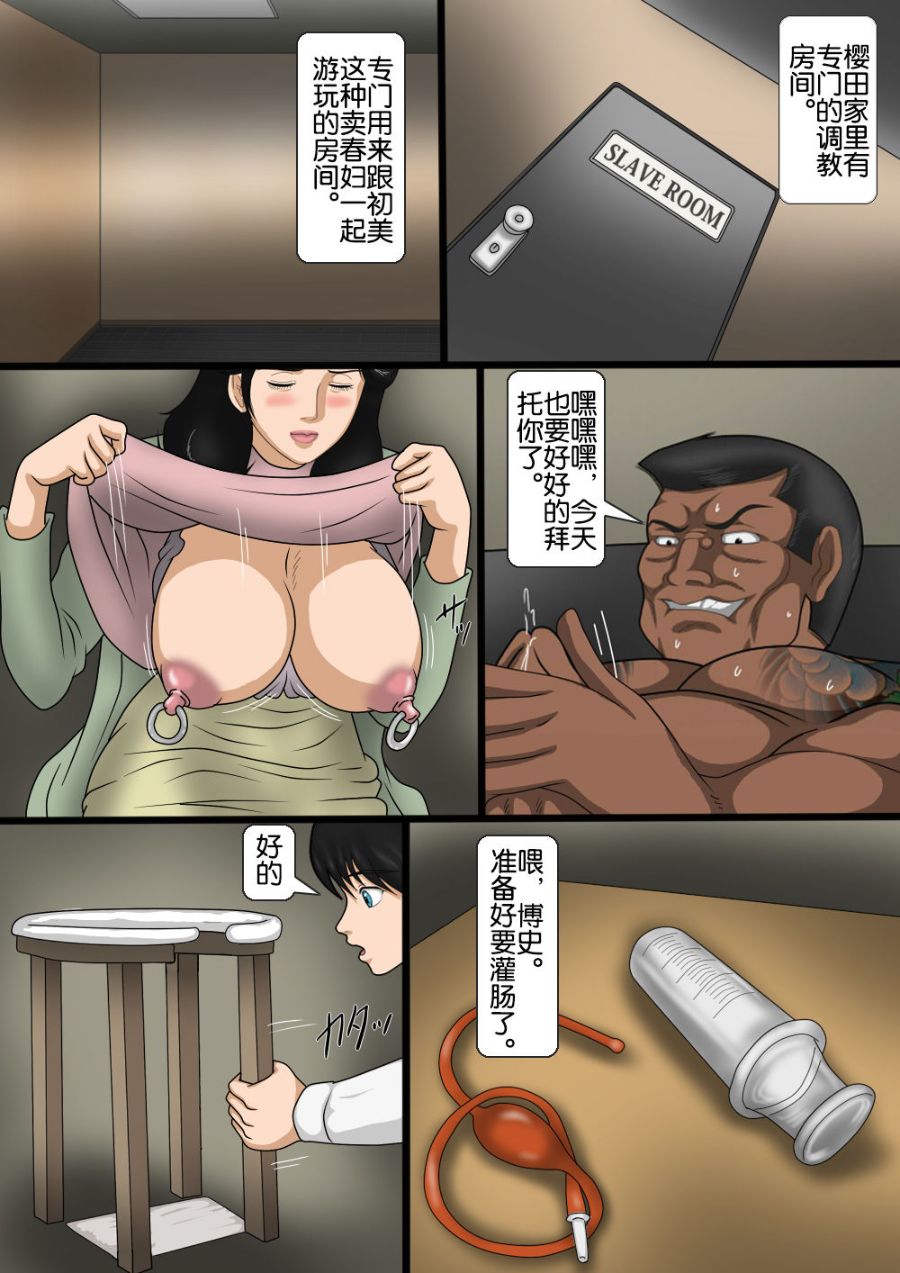 樱田家里有
专门的调教
房间。
SLAVE ROOM
专门用来跟初美
这种卖春妇一起
游玩的房间。
嘿嘿嘿，今天
也要好好的拜
托你了。
ササッ
喂，博史。
准备好要灌肠了。
好的
カタッ